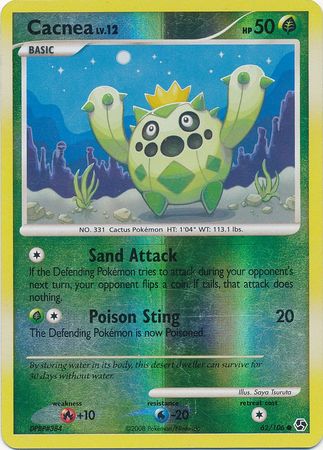 Cacnea LV.12 HP 50
BASIC
NO. 331 Cactus Pokémon HT: 1'04" WT: 113.1 lbs.
Sand Attack
If the Defending Pokémon tries to attack during your opponent's
next turn, your opponent flips a coin. If tails, that attack does
nothing.
Poison Sting 20
The Defending Pokémon is now Poisoned.
By storing water in its body, this desert dweller can survive for
30 days without water.
Illus. Saya Tsuruta
weakness resistance retreat cost
+10 -20
DPBP#384 ©2008 Pokémon/Nintendo 62/106